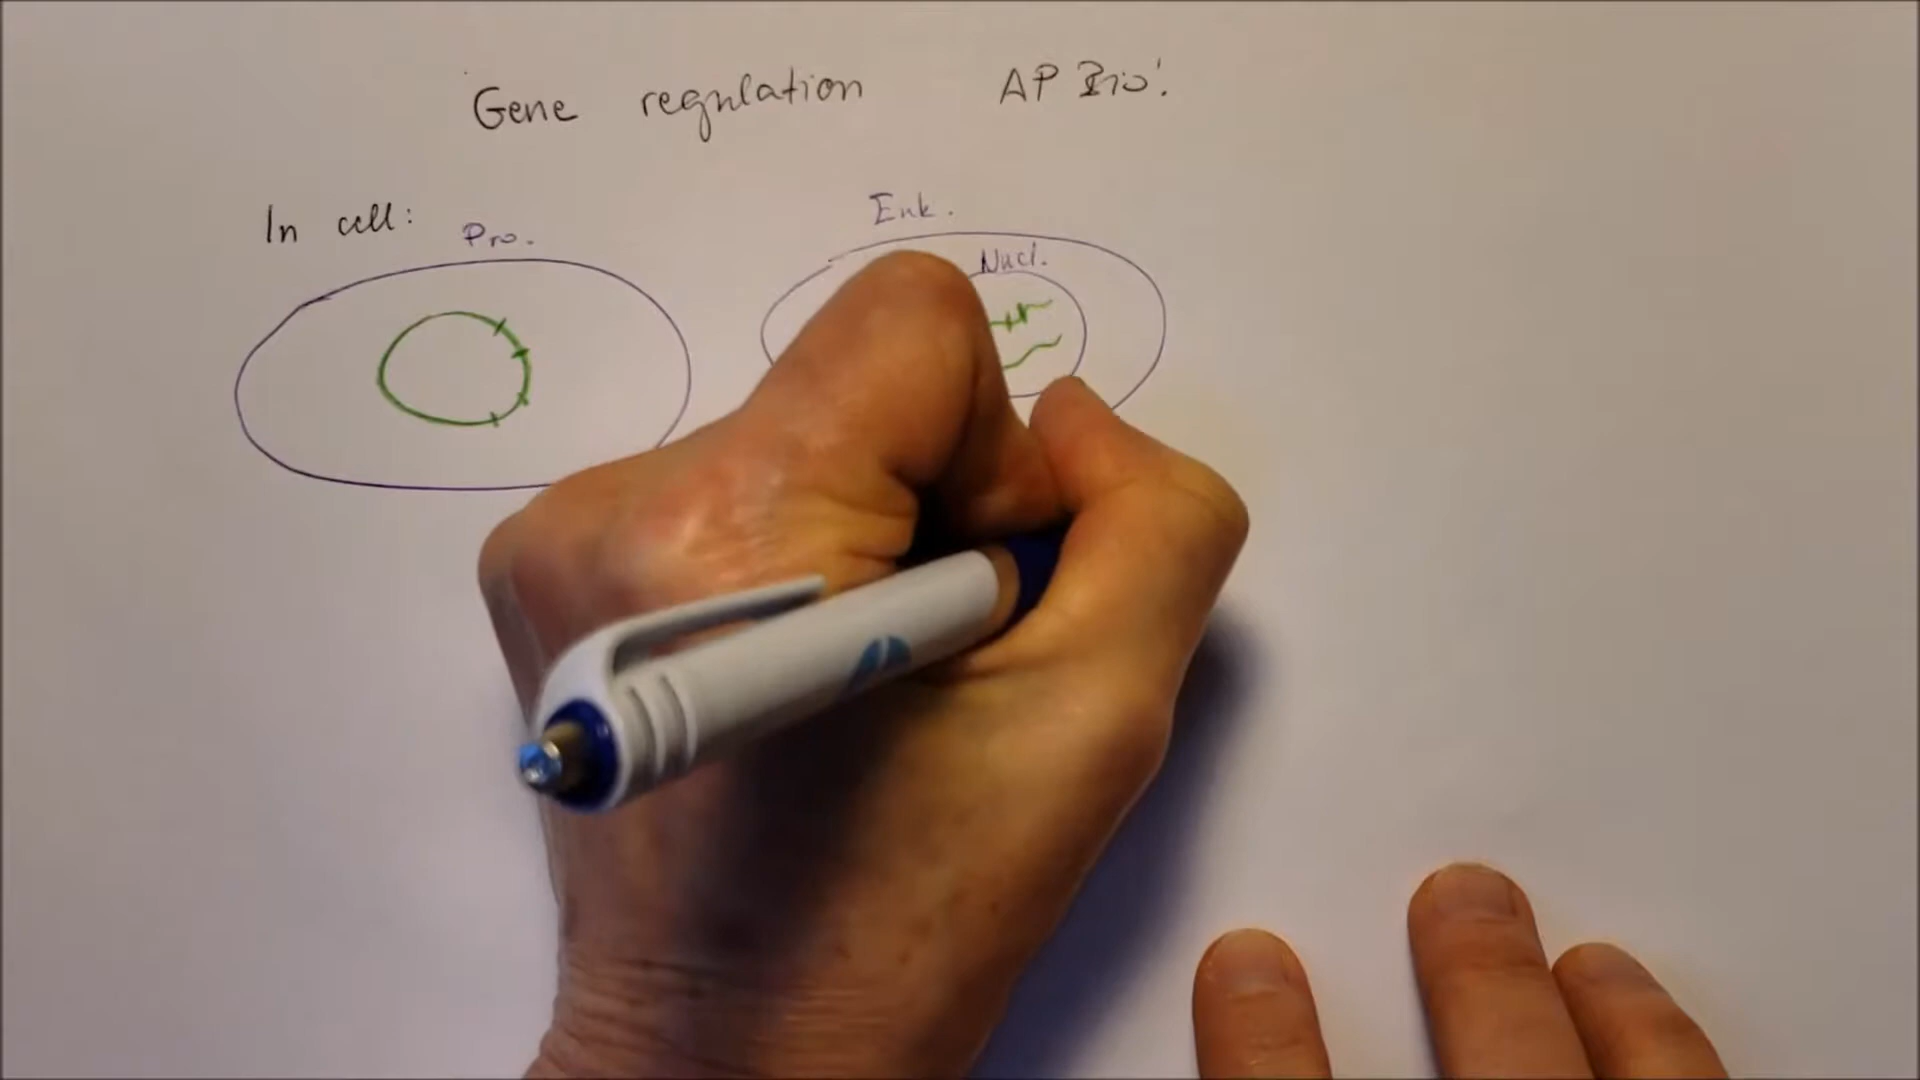 Gene regulation AP Bio!
In cell:
Pro.
Euk.
Nucl.